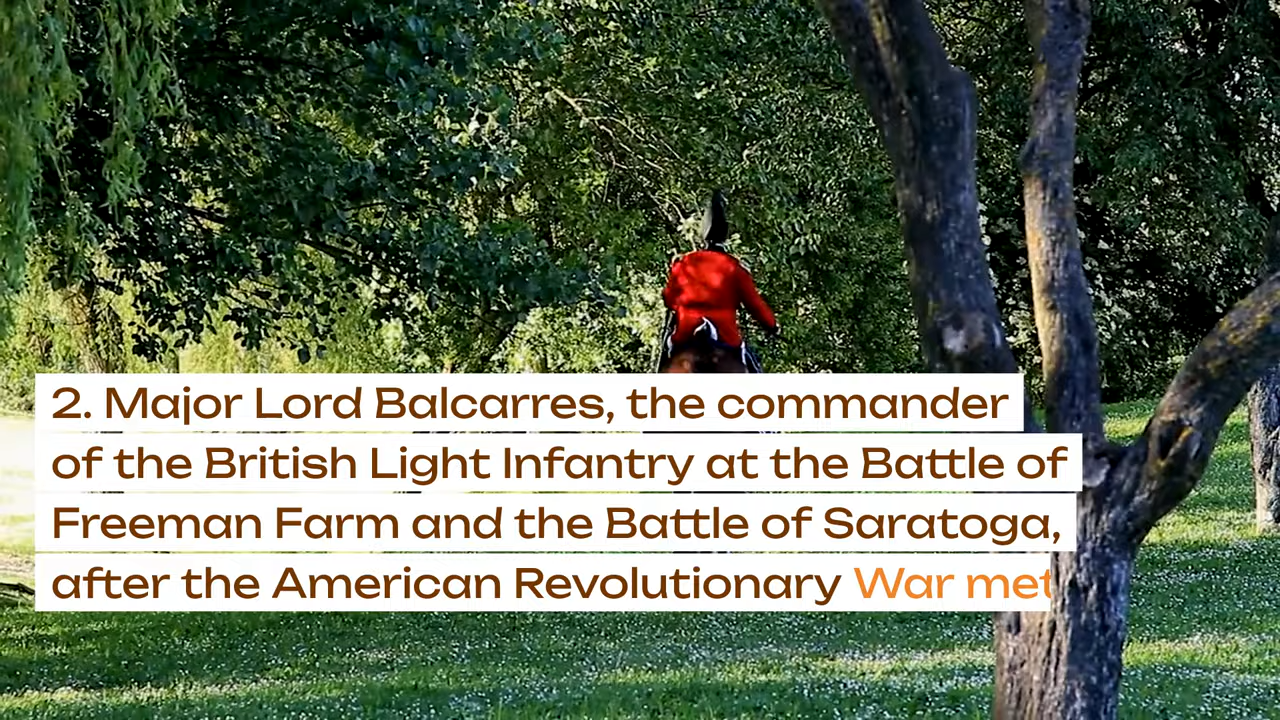 2. Major Lord Balcarres, the commander
of the British Light Infantry at the Battle of
Freeman Farm and the Battle of Saratoga,
after the American Revolutionary War met